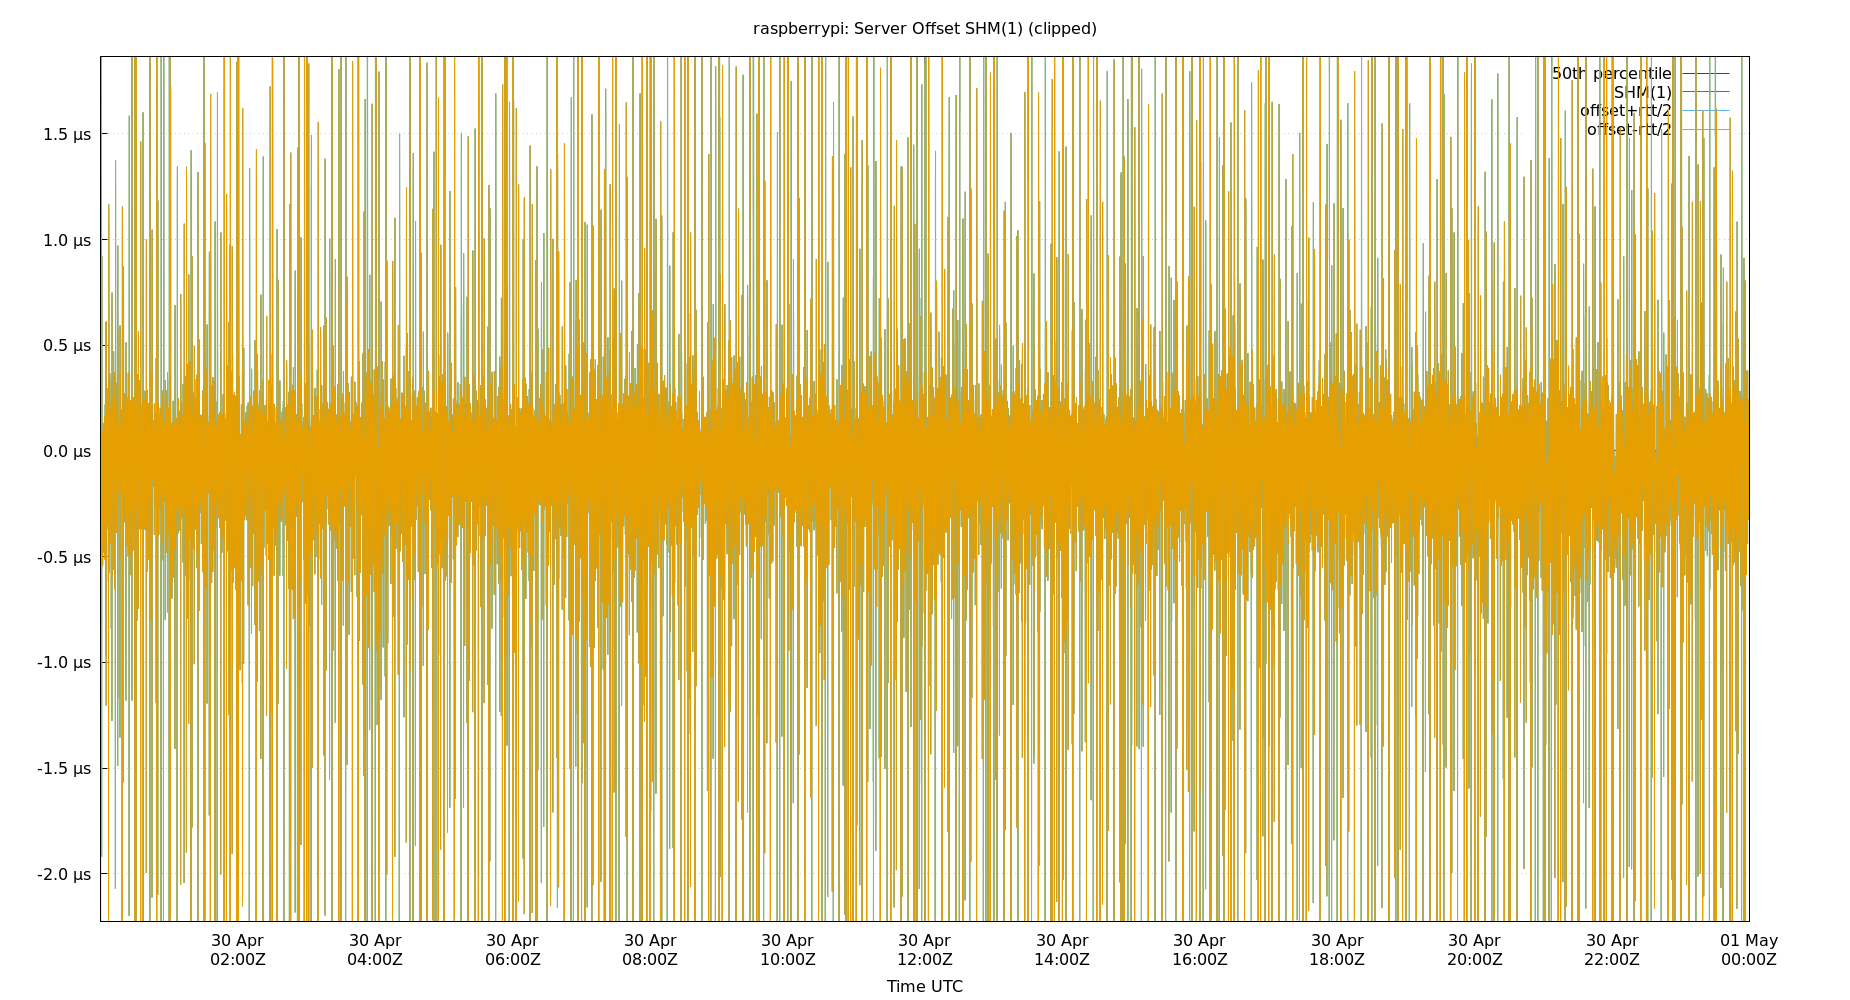 raspberrypi: Server Offset SHM(1) (clipped)
50th percentile
SHM(1)
offset+rtt/2
offset-rtt/2
1.5 µs
1.0 µs
0.5 µs
0.0 µs
-0.5 µs
-1.0 µs
-1.5 µs
-2.0 µs
30 Apr 30 Apr 30 Apr 30 Apr 30 Apr 30 Apr 30 Apr 30 Apr 30 Apr 30 Apr 30 Apr 01 May
02:00Z 04:00Z 06:00Z 08:00Z 10:00Z 12:00Z 14:00Z 16:00Z 18:00Z 20:00Z 22:00Z 00:00Z
Time UTC